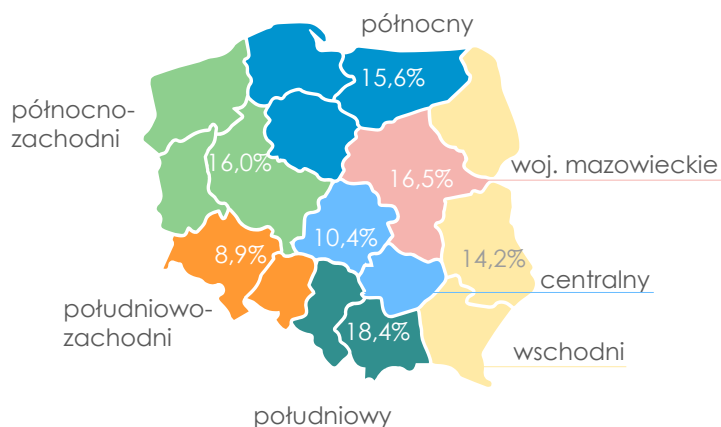 północny
15,6%
północno-
zachodni
16,0%
woj. mazowieckie
16,5%
10,4%
8,9%
14,2%
centralny
południowo-
zachodni
18,4%
wschodni
południowy